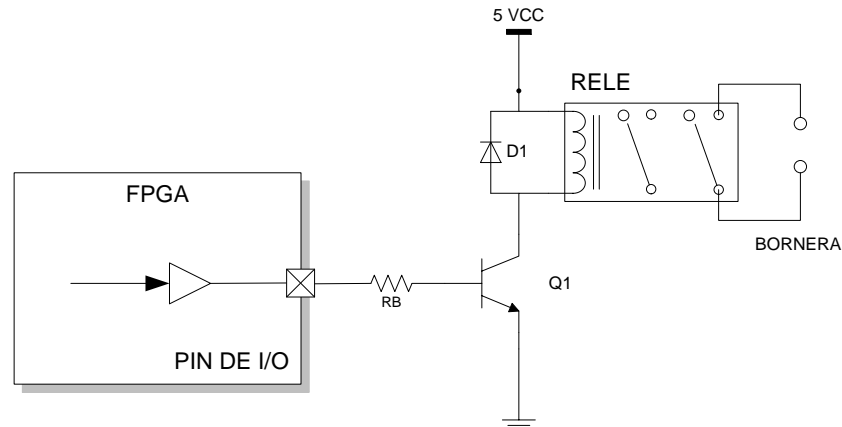 5 VCC
RELE
D1
FPGA
BORNERA
Q1
RB
PIN DE I/O